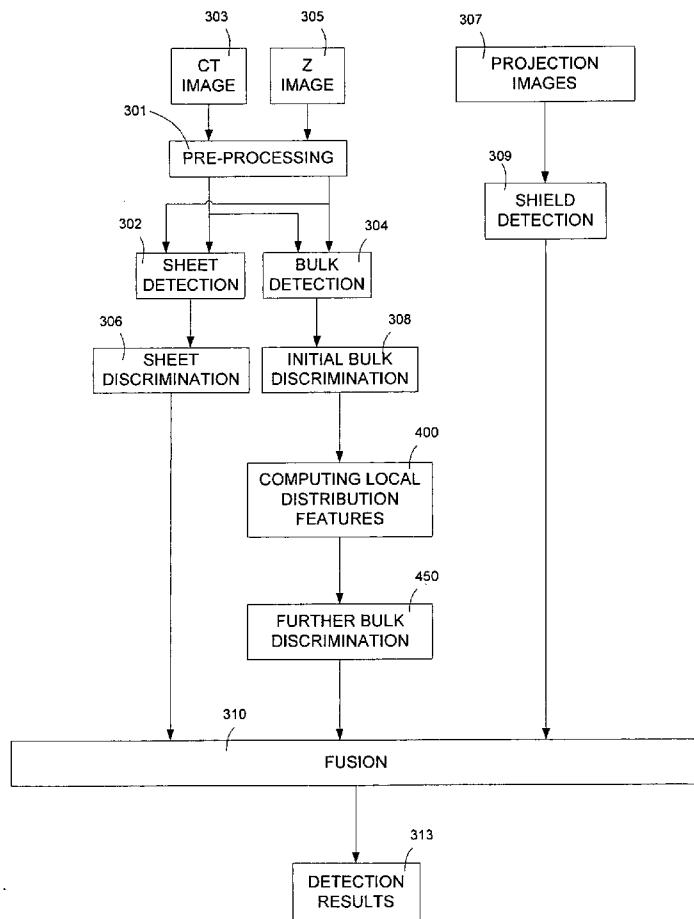 303
305
307
CT
IMAGE
Z
IMAGE
PROJECTION
IMAGES
301
PRE-PROCESSING
309
SHIELD
DETECTION
302
SHEET
DETECTION
304
BULK
DETECTION
306
SHEET
DISCRIMINATION
308
INITIAL BULK
DISCRIMINATION
400
COMPUTING LOCAL
DISTRIBUTION
FEATURES
450
FURTHER BULK
DISCRIMINATION
310
FUSION
313
DETECTION
RESULTS